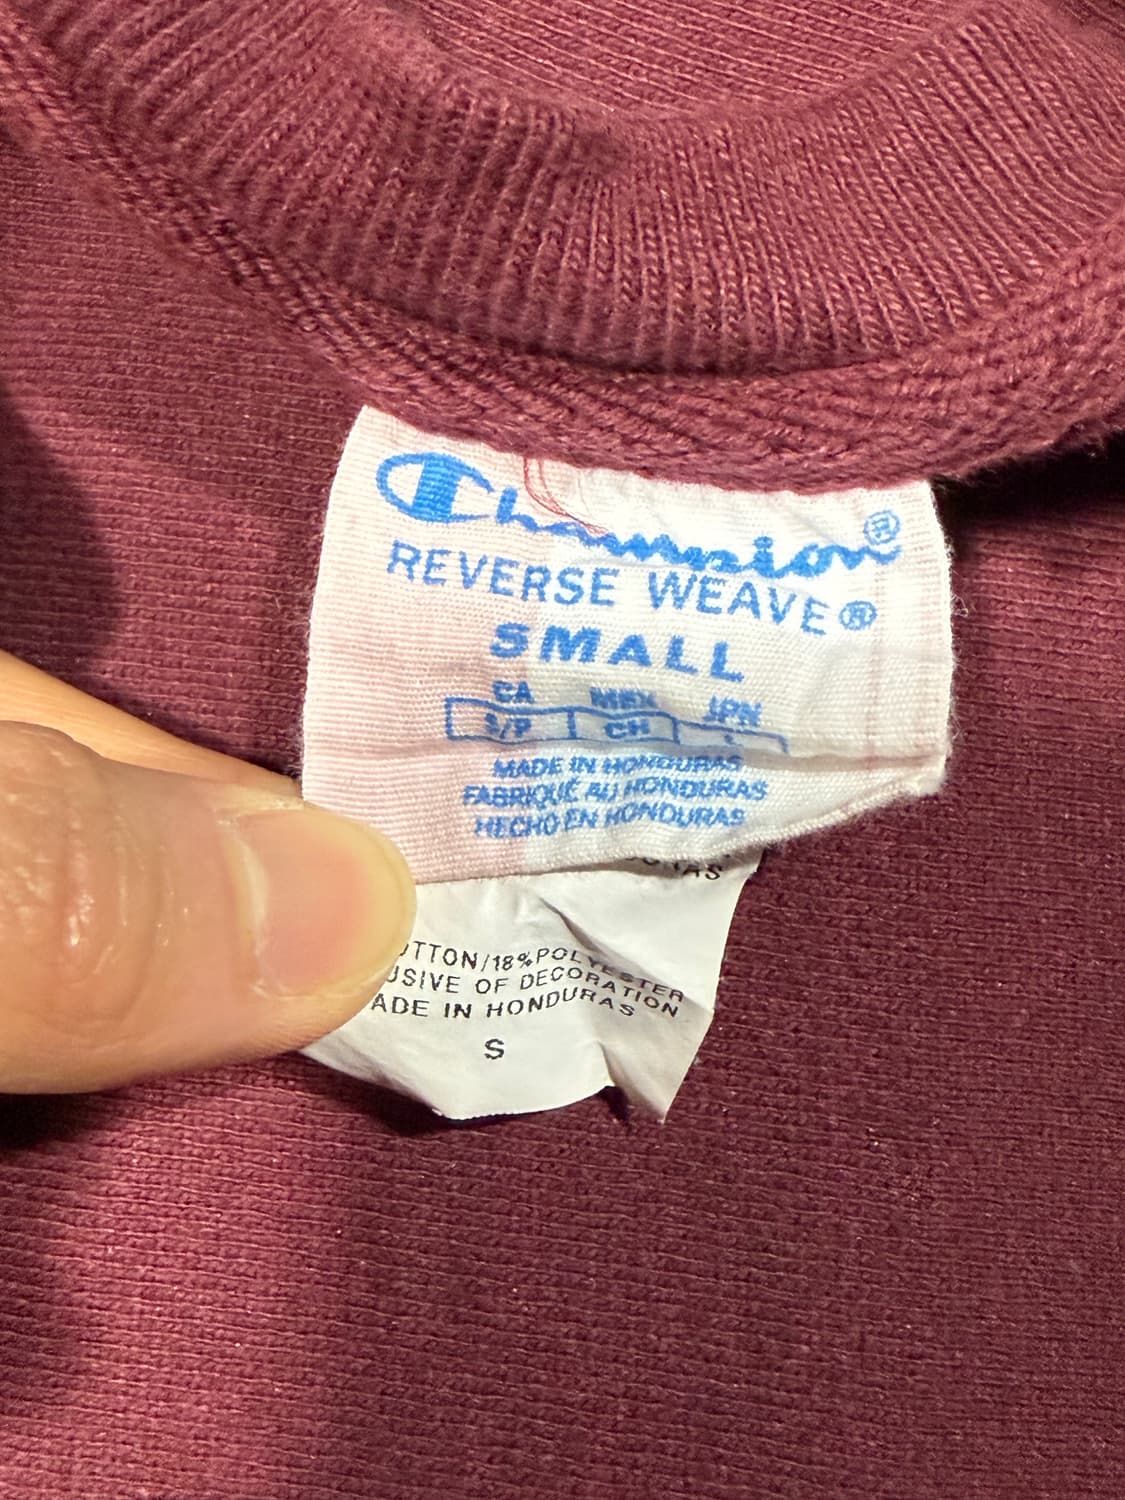 Champion®
REVERSE WEAVE®
SMALL
CA MEX JPN
S/P CH
MADE IN HONDURAS
FABRIQUÉ AU HONDURAS
HECHO EN HONDURAS
OTTON/18%POLYESTER
USIVE OF DECORATION
ADE IN HONDURAS
S